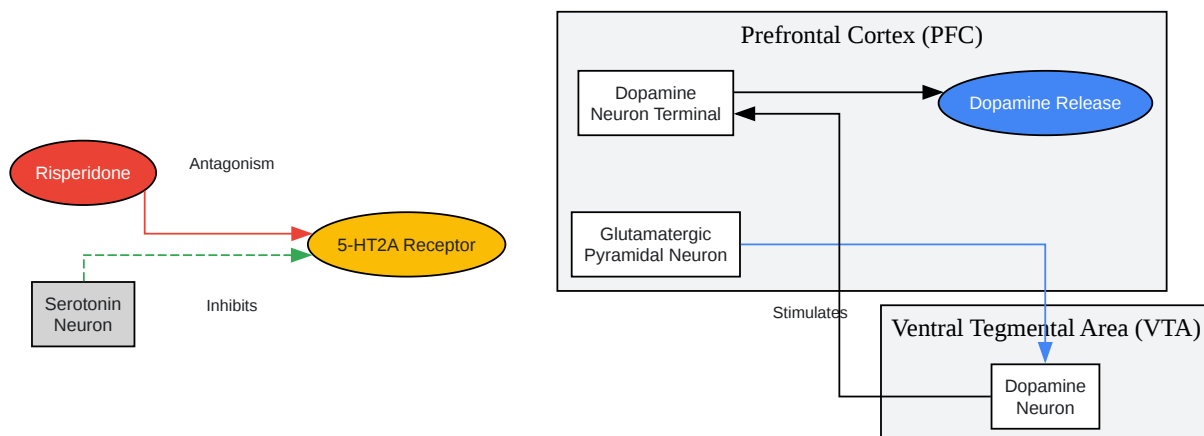 Prefrontal Cortex (PFC)
Dopamine
Neuron Terminal
Dopamine Release
Risperidone
Antagonism
5-HT2A Receptor
Glutamatergic
Pyramidal Neuron
Serotonin
Neuron
Inhibits
Stimulates
Ventral Tegmental Area (VTA)
Dopamine
Neuron